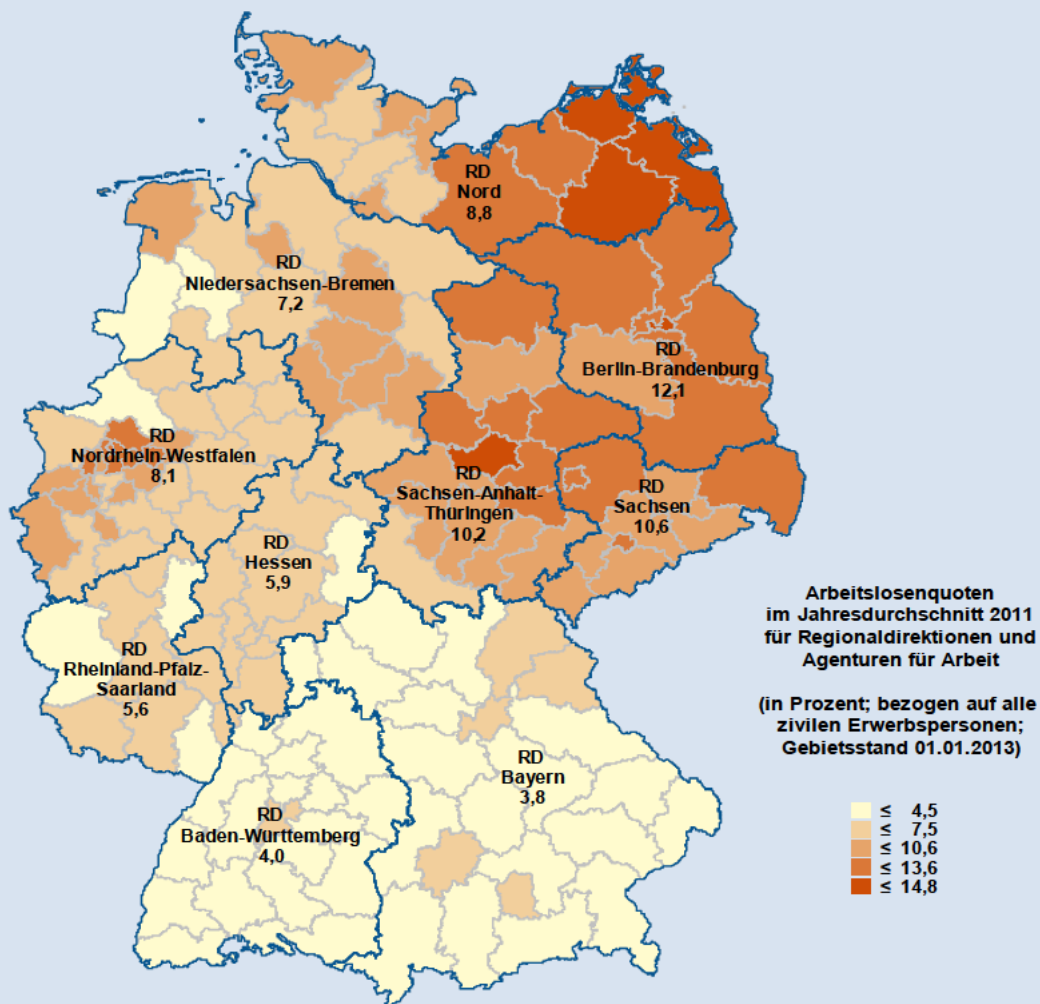 RD
Nord
8,8
RD
Niedersachsen-Bremen
7,2
RD
Berlin-Brandenburg
12,1
RD
Nordrhein-Westfalen
8,1
RD
Sachsen-Anhalt-
Thüringen
10,2
RD
Sachsen
10,6
RD
Hessen
5,9
RD
Rheinland-Pfalz-
Saarland
5,6
RD
Bayern
3,8
RD
Baden-Württemberg
4,0
Arbeitslosenquoten
im Jahresdurchschnitt 2011
für Regionaldirektionen und
Agenturen für Arbeit
(in Prozent; bezogen auf alle
zivilen Erwerbspersonen;
Gebietsstand 01.01.2013)
≤ 4,5
≤ 7,5
≤ 10,6
≤ 13,6
≤ 14,8